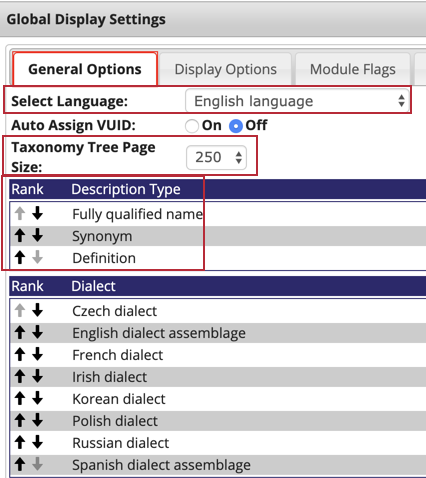 Global Display Settings
General Options Display Options Module Flags
Select Language: English language
Auto Assign VUID: On Off
Taxonomy Tree Page
Size: 250
Rank Description Type
Fully qualified name
Synonym
Definition
Rank Dialect
Czech dialect
English dialect assemblage
French dialect
Irish dialect
Korean dialect
Polish dialect
Russian dialect
Spanish dialect assemblage